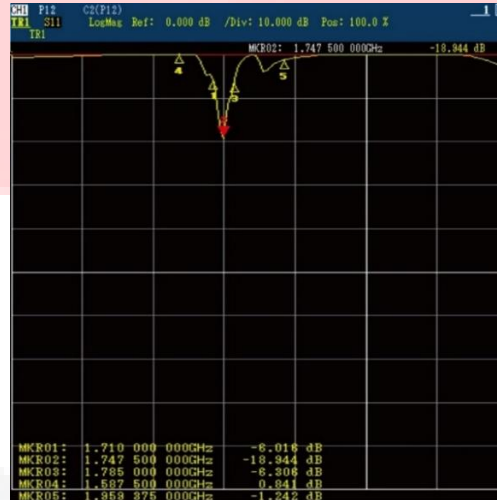 CH1 P12 C2(P12) 1
TR1 S11 LogMag Ref: 0.000 dB /Div: 10.000 dB Pos: 100.0 %
TR1
MKR02: 1.747 500 000GHz -18.944 dB
4
1
3
5
MKR01: 1.710 000 000GHz -6.016 dB
MKR02: 1.747 500 000GHz -18.944 dB
MKR03: 1.785 000 000GHz -6.306 dB
MKR04: 1.587 500 000GHz 0.841 dB
MKR05: 1.959 375 000GHz -1.242 dB